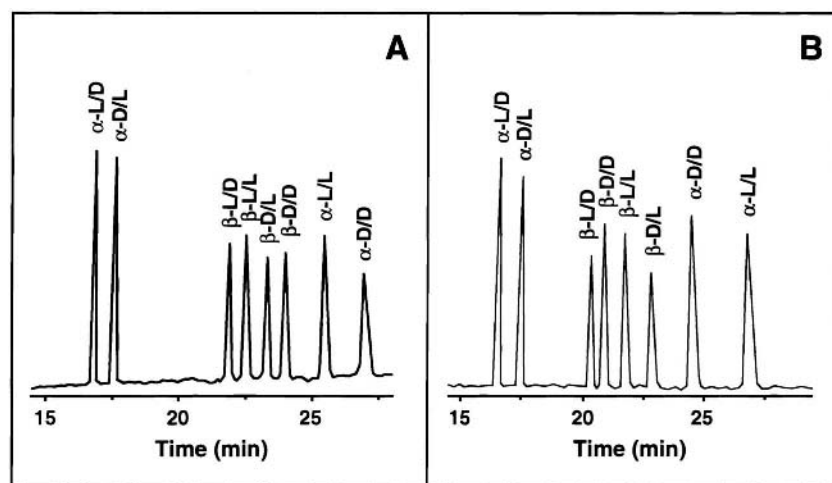 A
α-L/D
α-D/L
β-L/D
β-L/L
β-D/L
β-D/D
α-L/L
α-D/D
15 20 25
Time (min)
B
α-L/D
α-D/L
β-L/D
β-D/D
β-L/L
β-D/L
α-D/D
α-L/L
15 20 25
Time (min)